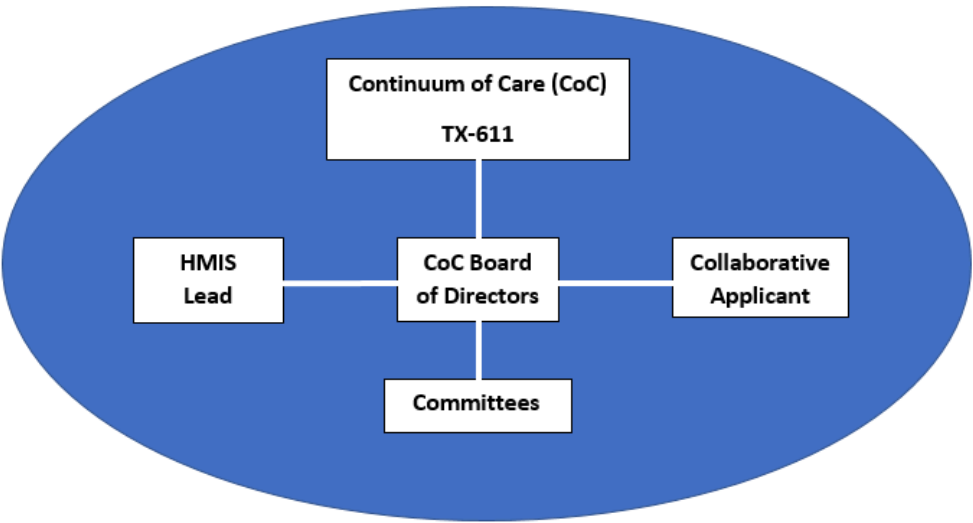 Continuum of Care (CoC)
TX-611
HMIS
Lead
CoC Board
of Directors
Collaborative
Applicant
Committees